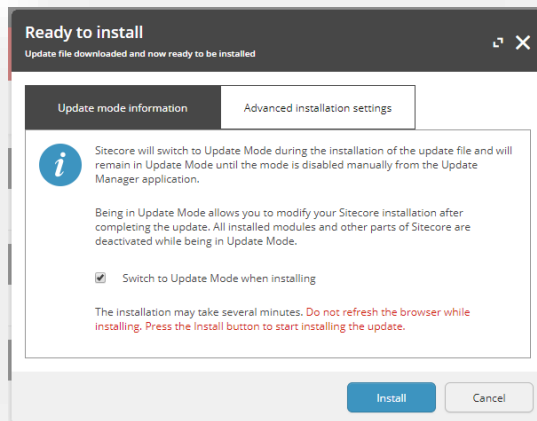 Ready to install
Update file downloaded and now ready to be installed
Update mode information
Advanced installation settings
Sitecore will switch to Update Mode during the installation of the update file and will
remain in Update Mode until the mode is disabled manually from the Update
Manager application.
Being in Update Mode allows you to modify your Sitecore installation after
completing the update. All installed modules and other parts of Sitecore are
deactivated while being in Update Mode.
Switch to Update Mode when installing
The installation may take several minutes. Do not refresh the browser while
installing. Press the Install button to start installing the update.
Install
Cancel